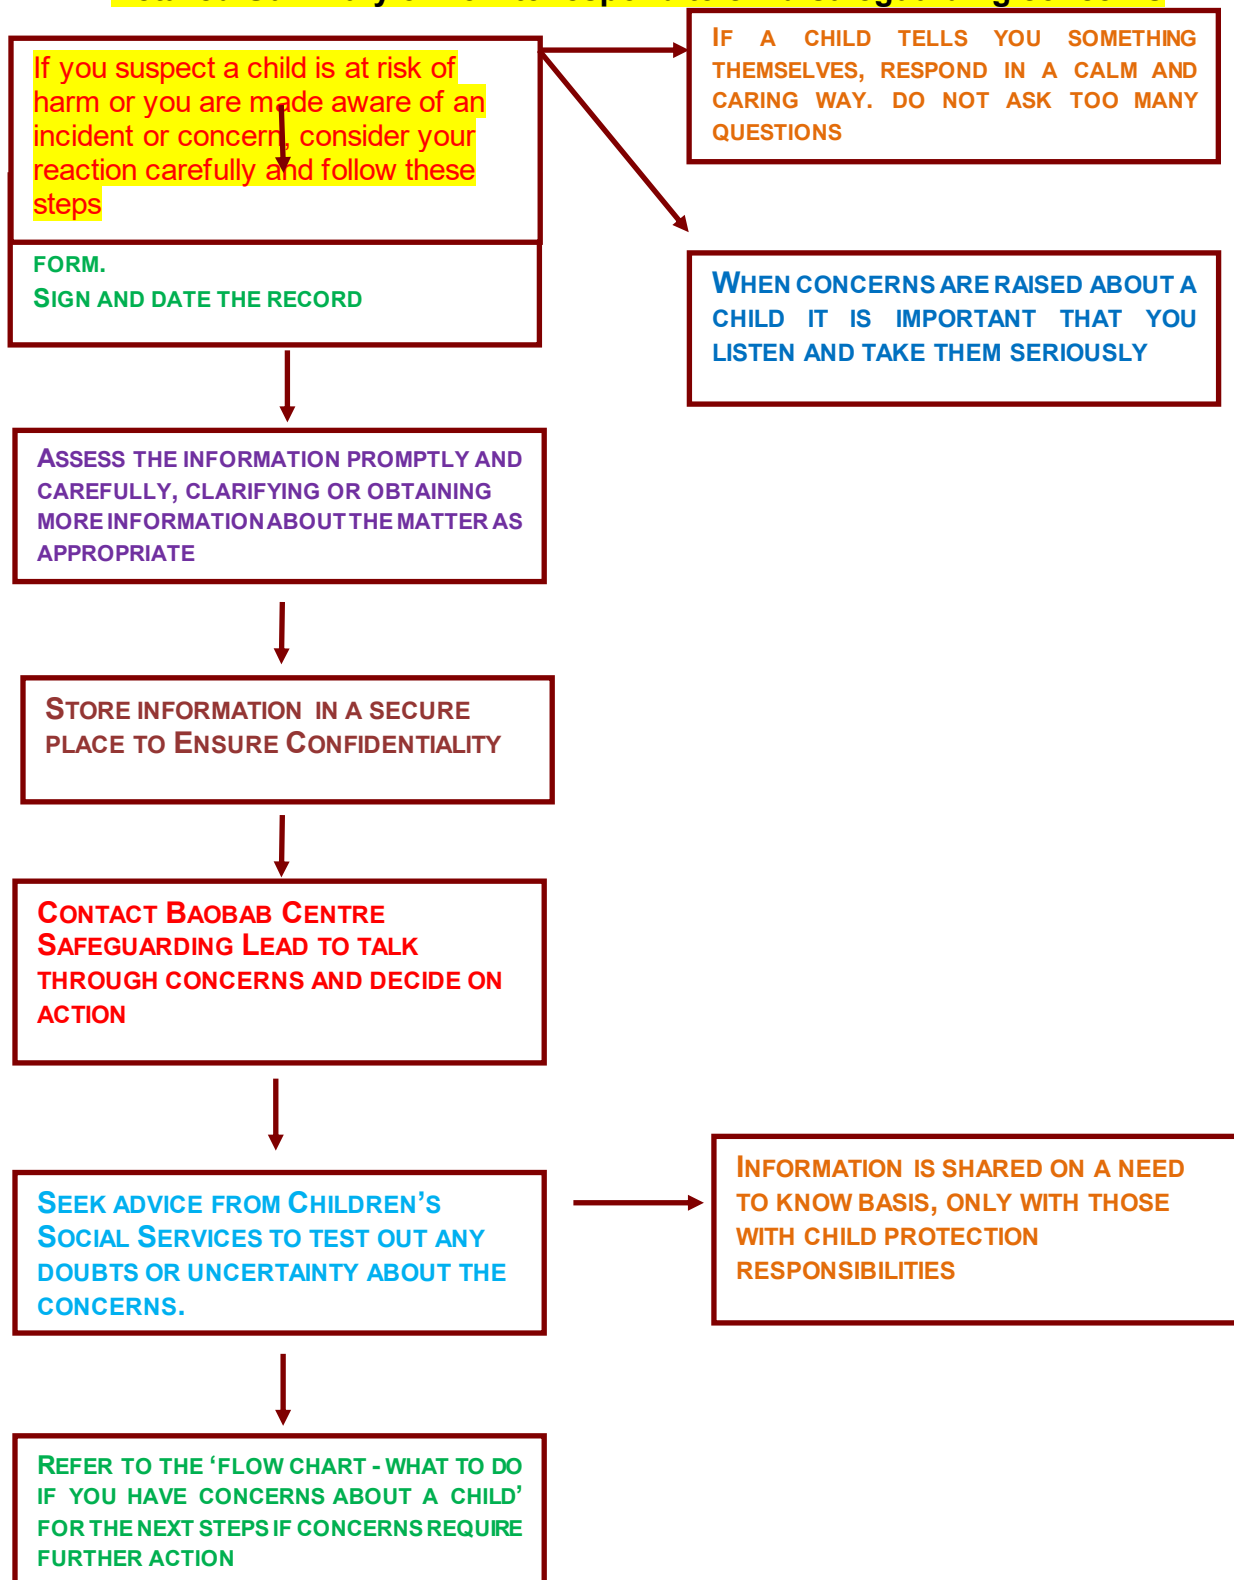 If you suspect a child is at risk of
harm or you are made aware of an
incident or concern, consider your
reaction carefully and follow these
steps
IF A CHILD TELLS YOU SOMETHING
THEMSELVES, RESPOND IN A CALM AND
CARING WAY. DO NOT ASK TOO MANY
QUESTIONS
FORM.
SIGN AND DATE THE RECORD
WHEN CONCERNS ARE RAISED ABOUT A
CHILD IT IS IMPORTANT THAT YOU
LISTEN AND TAKE THEM SERIOUSLY
ASSESS THE INFORMATION PROMPTLY AND
CAREFULLY, CLARIFYING OR OBTAINING
MORE INFORMATION ABOUT THE MATTER AS
APPROPRIATE
STORE INFORMATION IN A SECURE
PLACE TO ENSURE CONFIDENTIALITY
CONTACT BAOBAB CENTRE
SAFEGUARDING LEAD TO TALK
THROUGH CONCERNS AND DECIDE ON
ACTION
SEEK ADVICE FROM CHILDREN'S
SOCIAL SERVICES TO TEST OUT ANY
DOUBTS OR UNCERTAINTY ABOUT THE
CONCERNS.
INFORMATION IS SHARED ON A NEED
TO KNOW BASIS, ONLY WITH THOSE
WITH CHILD PROTECTION
RESPONSIBILITIES
REFER TO THE ‘FLOW CHART - WHAT TO DO
IF YOU HAVE CONCERNS ABOUT A CHILD’
FOR THE NEXT STEPS IF CONCERNS REQUIRE
FURTHER ACTION